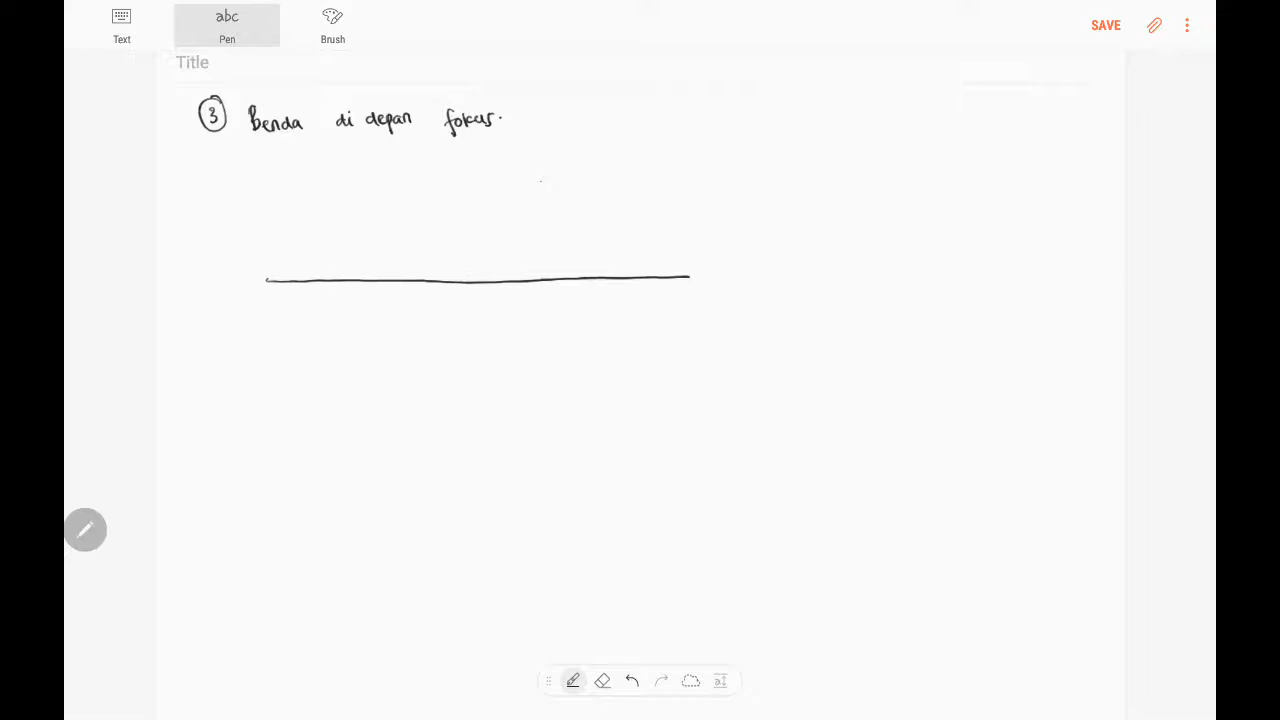 Text
abc
Pen
Brush
SAVE
Title
3 Benda di depan fokus.